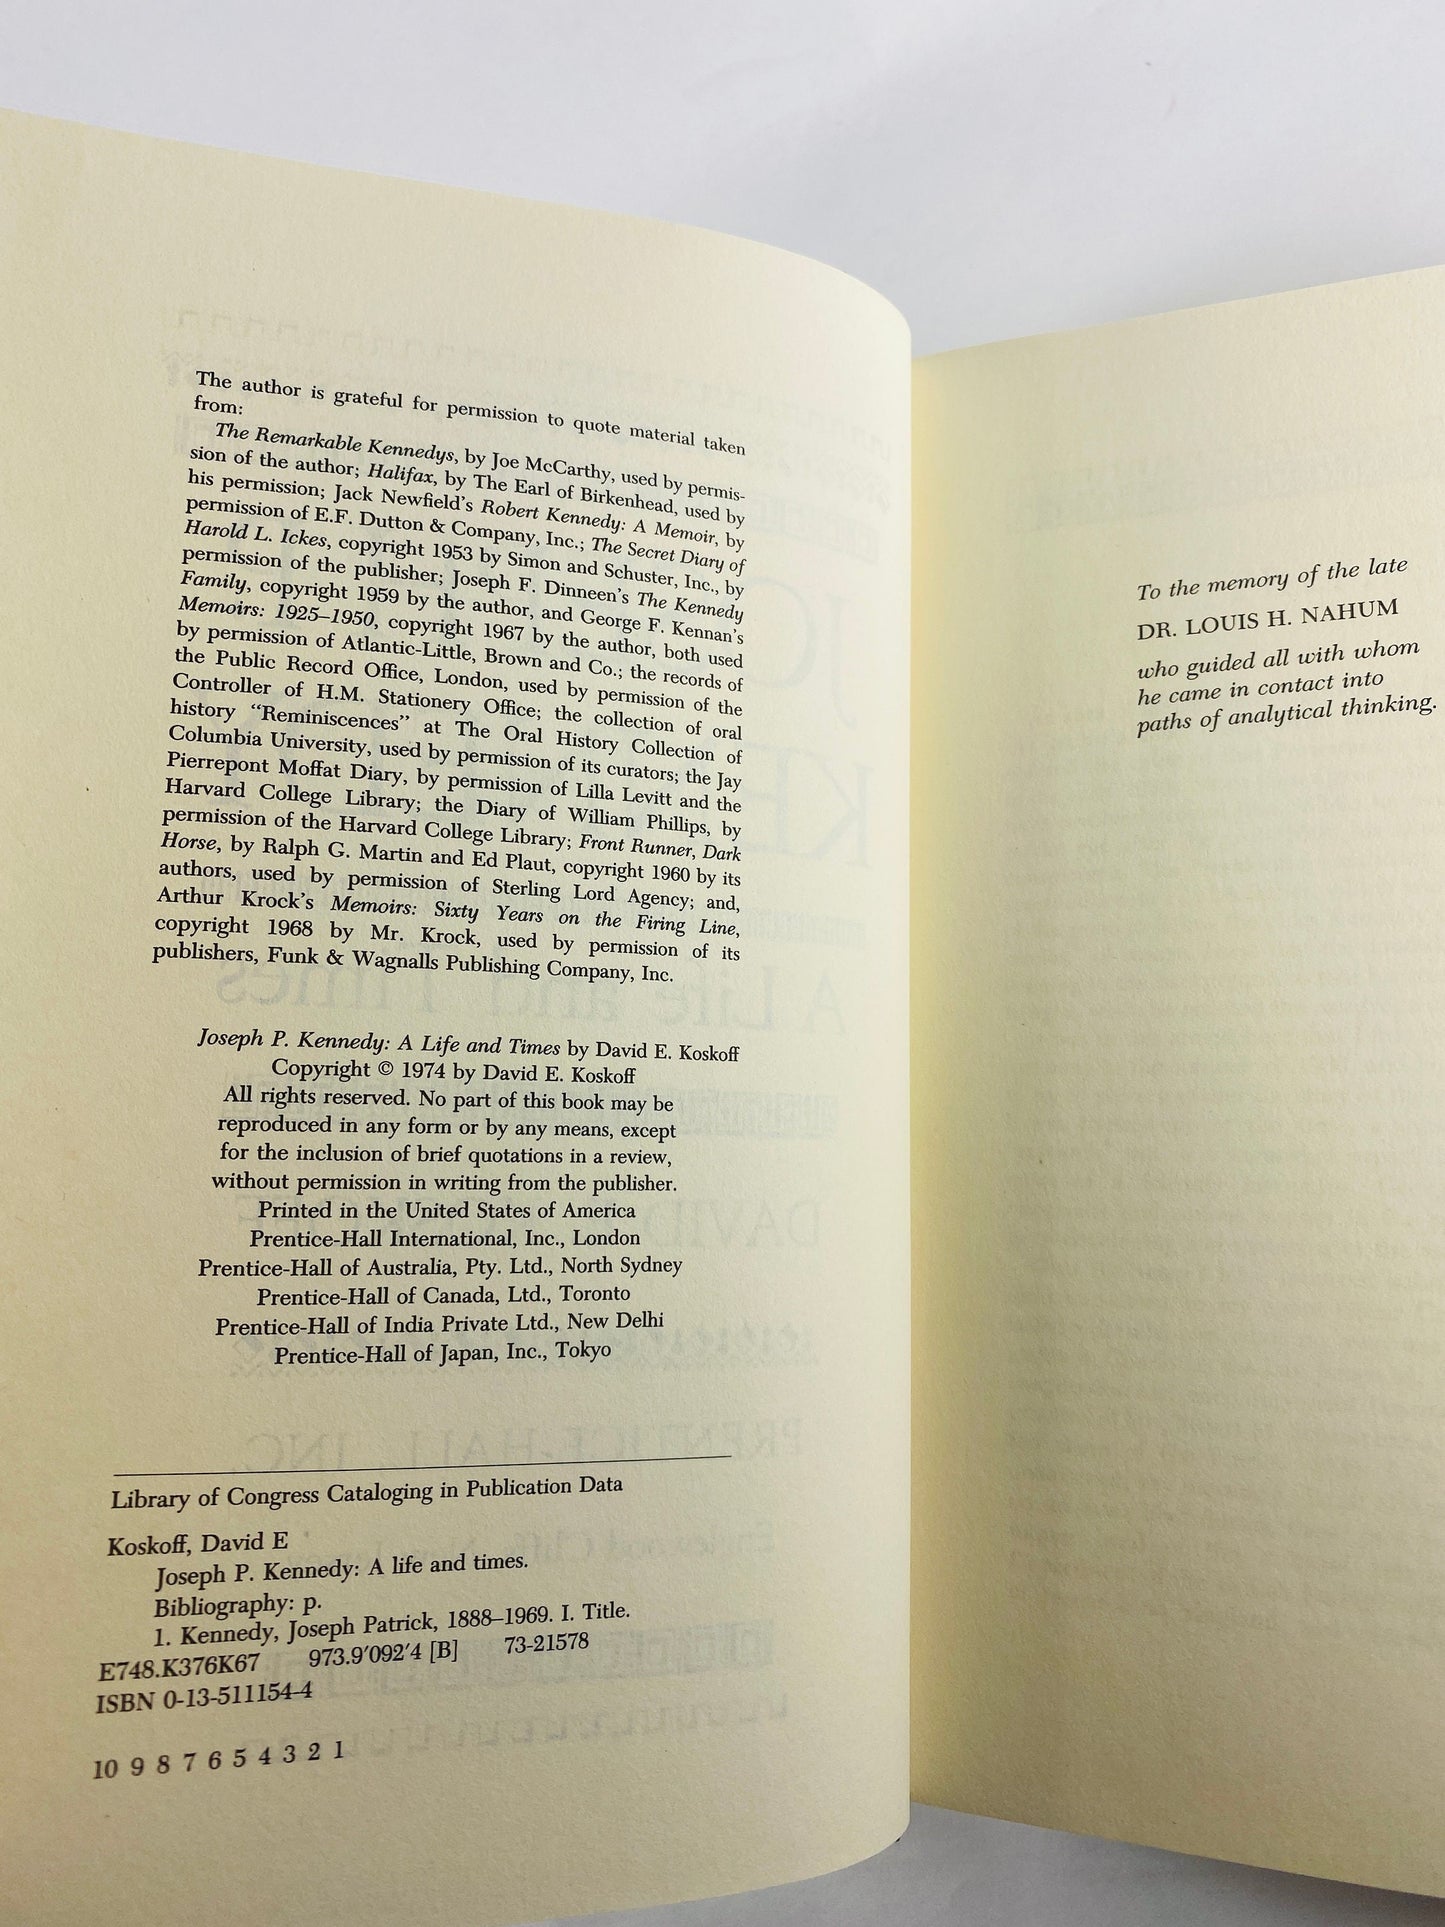 The author is grateful for permission to quote material taken
from:
The Remarkable Kennedys, by Joe McCarthy, used by permis-
sion of the author; Halifax, by The Earl of Birkenhead, used by
his permission; Jack Newfield's Robert Kennedy: A Memoir, by
permission of E.F. Dutton & Company, Inc.; The Secret Diary of
Harold L. Ickes, copyright 1953 by Simon and Schuster, Inc., by
permission of the publisher; Joseph F. Dinneen's The Kennedy
Family, copyright 1959 by the author, and George F. Kennan's
Memoirs: 1925–1950, copyright 1967 by the author, both used
by permission of Atlantic-Little, Brown and Co.; the records of
the Public Record Office, London, used by permission of the
Controller of H.M. Stationery Office; the collection of oral
history “Reminiscences” at The Oral History Collection of
Columbia University, used by permission of its curators; the Jay
Pierrepont Moffat Diary, by permission of Lilla Levitt and the
Harvard College Library; the Diary of William Phillips, by
permission of the Harvard College Library; Front Runner, Dark
Horse, by Ralph G. Martin and Ed Plaut, copyright 1960 by its
authors, used by permission of Sterling Lord Agency; and,
Arthur Krock's Memoirs: Sixty Years on the Firing Line,
copyright 1968 by Mr. Krock, used by permission of its
publishers, Funk & Wagnalls Publishing Company, Inc.
Joseph P. Kennedy: A Life and Times by David E. Koskoff
Copyright © 1974 by David E. Koskoff
All rights reserved. No part of this book may be
reproduced in any form or by any means, except
for the inclusion of brief quotations in a review,
without permission in writing from the publisher.
Printed in the United States of America
Prentice-Hall International, Inc., London
Prentice-Hall of Australia, Pty. Ltd., North Sydney
Prentice-Hall of Canada, Ltd., Toronto
Prentice-Hall of India Private Ltd., New Delhi
Prentice-Hall of Japan, Inc., Tokyo
Library of Congress Cataloging in Publication Data
Koskoff, David E
Joseph P. Kennedy: A life and times.
Bibliography: p.
1. Kennedy, Joseph Patrick, 1888–1969. I. Title.
E748.K376K67 973.9'092'4 [B] 73-21578
ISBN 0-13-511154-4
10 9 8 7 6 5 4 3 2 1
To the memory of the late
DR. LOUIS H. NAHUM
who guided all with whom
he came in contact into
paths of analytical thinking.